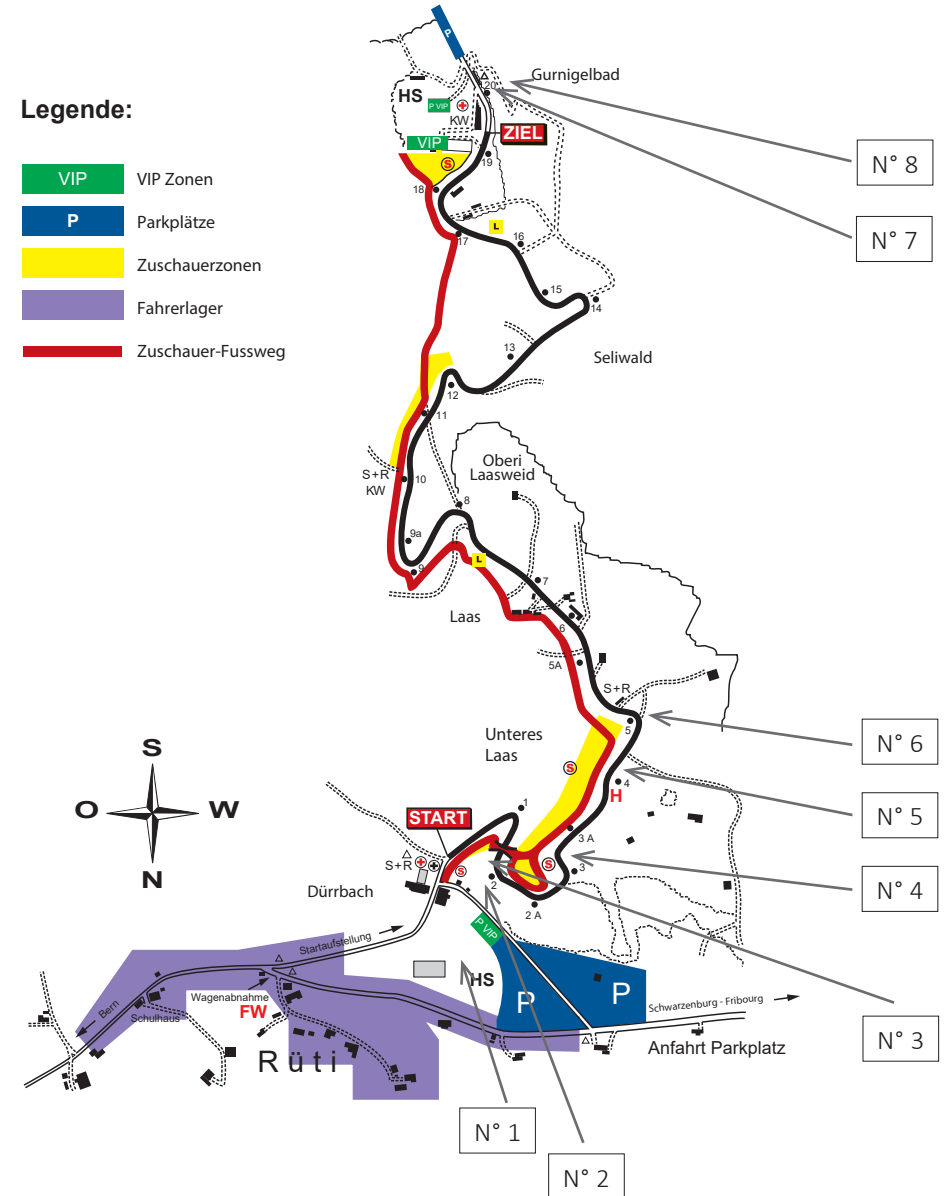 Legende:
VIP VIP Zonen
P Parkplätze
Zuschauerzonen
Fahrerlager
Zuschauer-Fussweg
P
Gurnigelbad
20
HS
P VIP
KW
ZIEL
VIP
S
19
18
N° 8
N° 7
L
17
16
15
14
13
Seliwald
12
11
S+R
KW
10
Oberi
Laasweid
8
9a
9
L
7
Laas
6
5A
S+R
5
Unteres
Laas
S
4
H
N° 6
N° 5
S
O W
N
1
START
3 A
S+R
S
S
3
2
2 A
N° 4
Dürrbach
P VIP
Startaufstellung
HS
P
P
Schwarzenburg - Fribourg
Bern
Wagenabnahme
FW
Schulhaus
Rüti
Anfahrt Parkplatz
N° 3
N° 1
N° 2